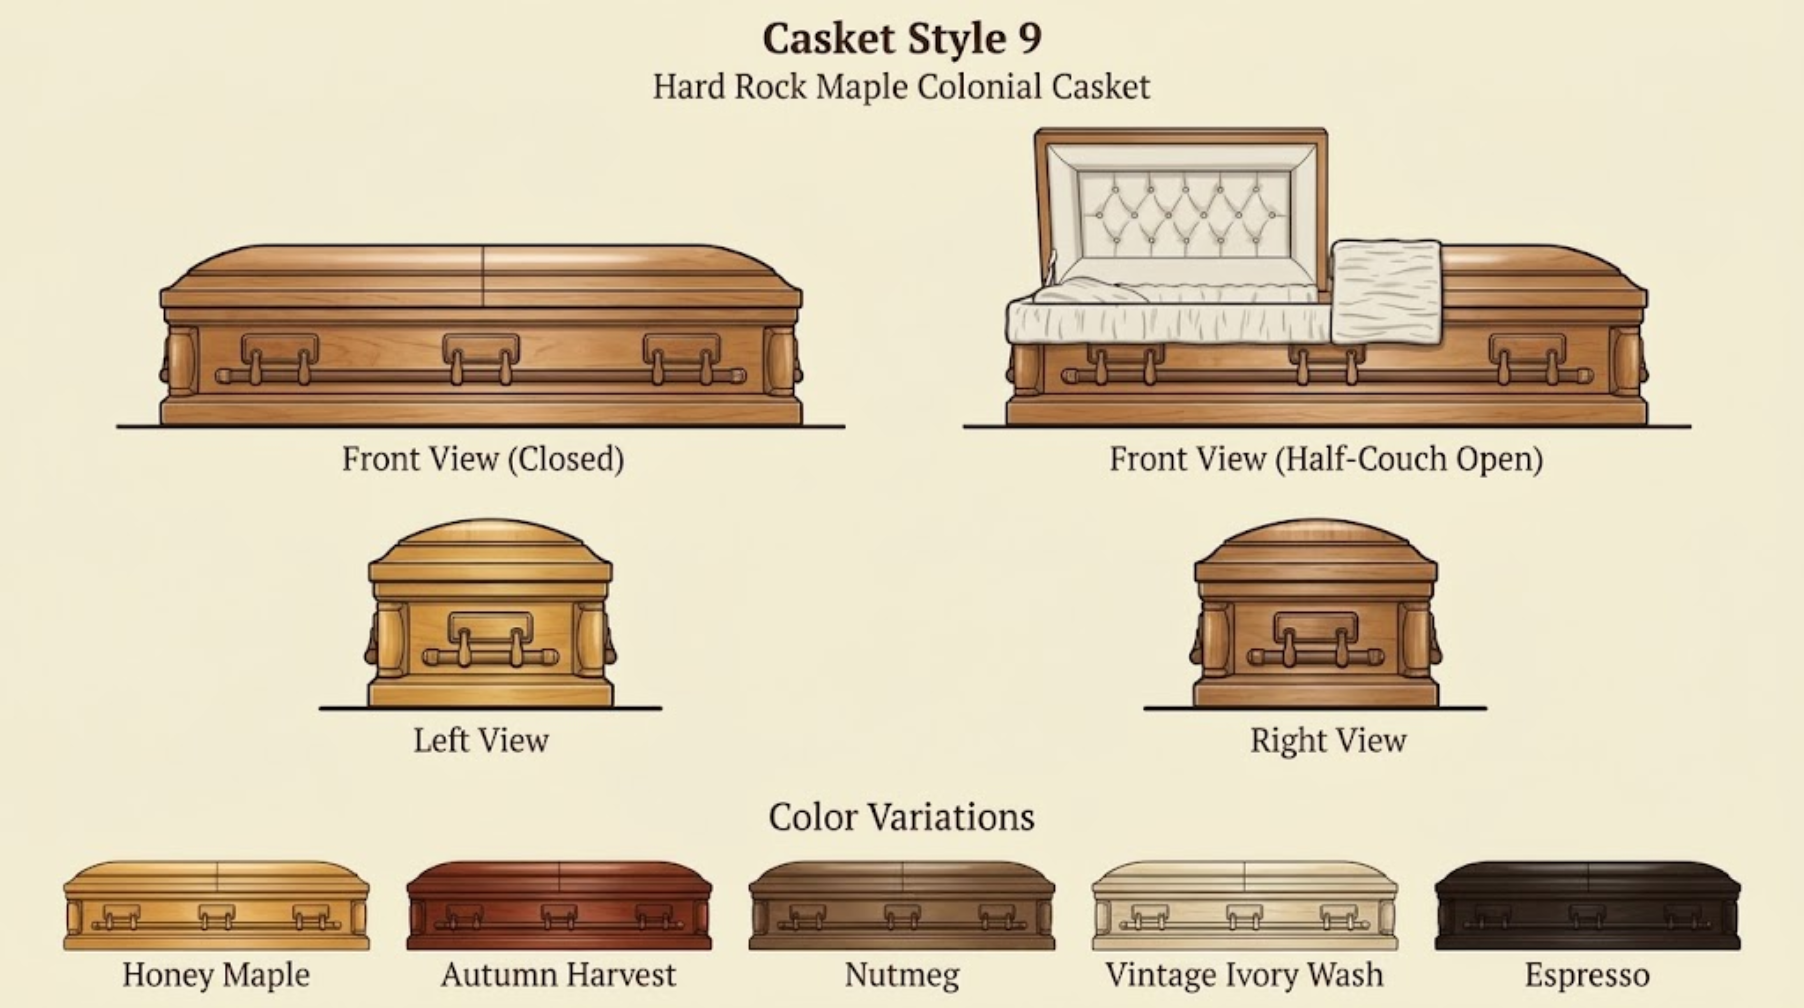 Casket Style 9
Hard Rock Maple Colonial Casket
Front View (Closed)
Front View (Half-Couch Open)
Left View
Right View
Color Variations
Honey Maple
Autumn Harvest
Nutmeg
Vintage Ivory Wash
Espresso